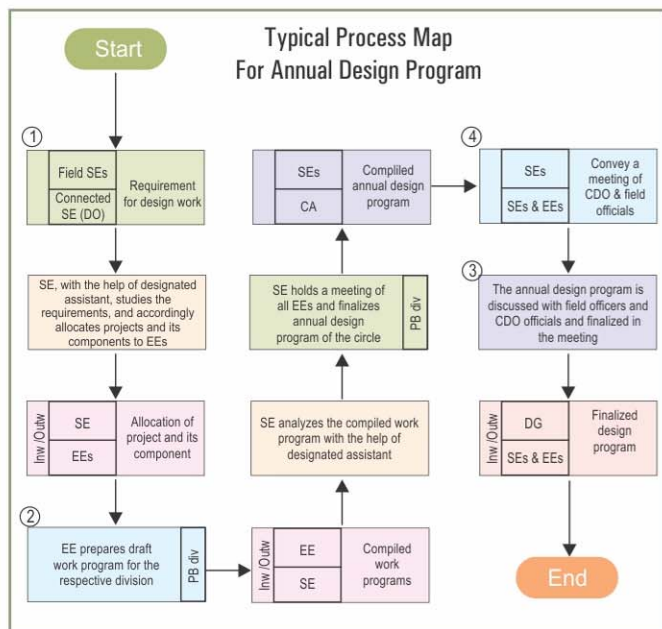 Start
Typical Process Map
For Annual Design Program
1
Field SEs
Connected
SE (DO)
Requirement
for design work
SE, with the help of designated
assistant, studies the
requirements, and accordingly
allocates projects and its
components to EEs
Inw /Outw
SE
EEs
Allocation of
project and its
component
2
EE prepares draft
work program for the
respective division
PB div
Inw /Outw
EE
SE
Compiled
work
programs
SE analyzes the compiled work
program with the help of
designated assistant
SE holds a meeting of
all EEs and finalizes
annual design
program of the circle
PB div
SEs
CA
Compliled
annual design
program
4
SEs
SEs & EEs
Convey a
meeting of
CDO & field
officials
3
The annual design program is
discussed with field officers and
CDO officials and finalized in
the meeting
Inw /Outw
DG
SEs & EEs
Finalized
design
program
End